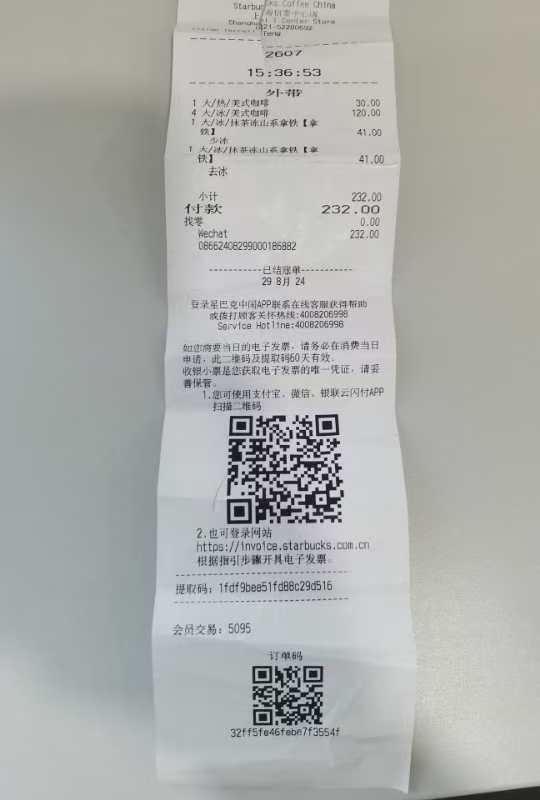 Coffee China
Center Store
2607
15:36:53
外带
1 大/热/美式咖啡 30.00
4 大/冰/美式咖啡 120.00
1 大/冰/抹茶冻山系拿铁【拿
铁】 41.00
少冰
1 大/冰/抹茶冻山系拿铁【拿
铁】 41.00
去冰
小计 232.00
付款 232.00
找零 0.00
Wechat 232.00
08662408299000186882
------------已结账单------------
29 8月 24
登录星巴克中国APP联系在线客服获得帮助
或拨打顾客关怀热线:4008206998
Service Hotline:4008206998
如您需要当日的电子发票，请务必在消费当日
申请，此二维码及提取码60天有效。
收银小票是您获取电子发票的唯一凭证，请妥
善保管。
1.您可使用支付宝、微信、银联云闪付APP
扫描二维码
2.也可登录网站
https://invoice.starbucks.com.cn
根据指引步骤开具电子发票。
提取码：1fdf9bee51fd88c29d516
会员交易：5095
订单码